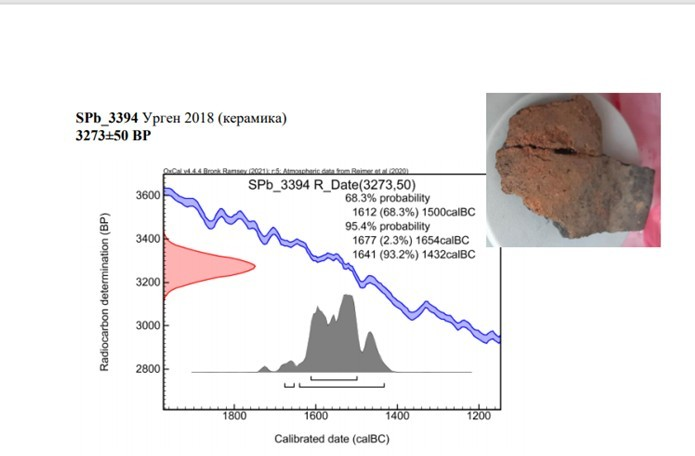 SPb_3394 Урген 2018 (керамика)
3273±50 BP
OxCal v4.4.4 Bronk Ramsey (2021); r:5; Atmospheric data from Reimer et al (2020)
SPb_3394 R_Date(3273,50)
68.3% probability
1612 (68.3%) 1500calBC
95.4% probability
1677 (2.3%) 1654calBC
1641 (93.2%) 1432calBC
Radiocarbon determination (BP)
3600
3400
3200
3000
2800
1800 1600 1400 1200
Calibrated date (calBC)